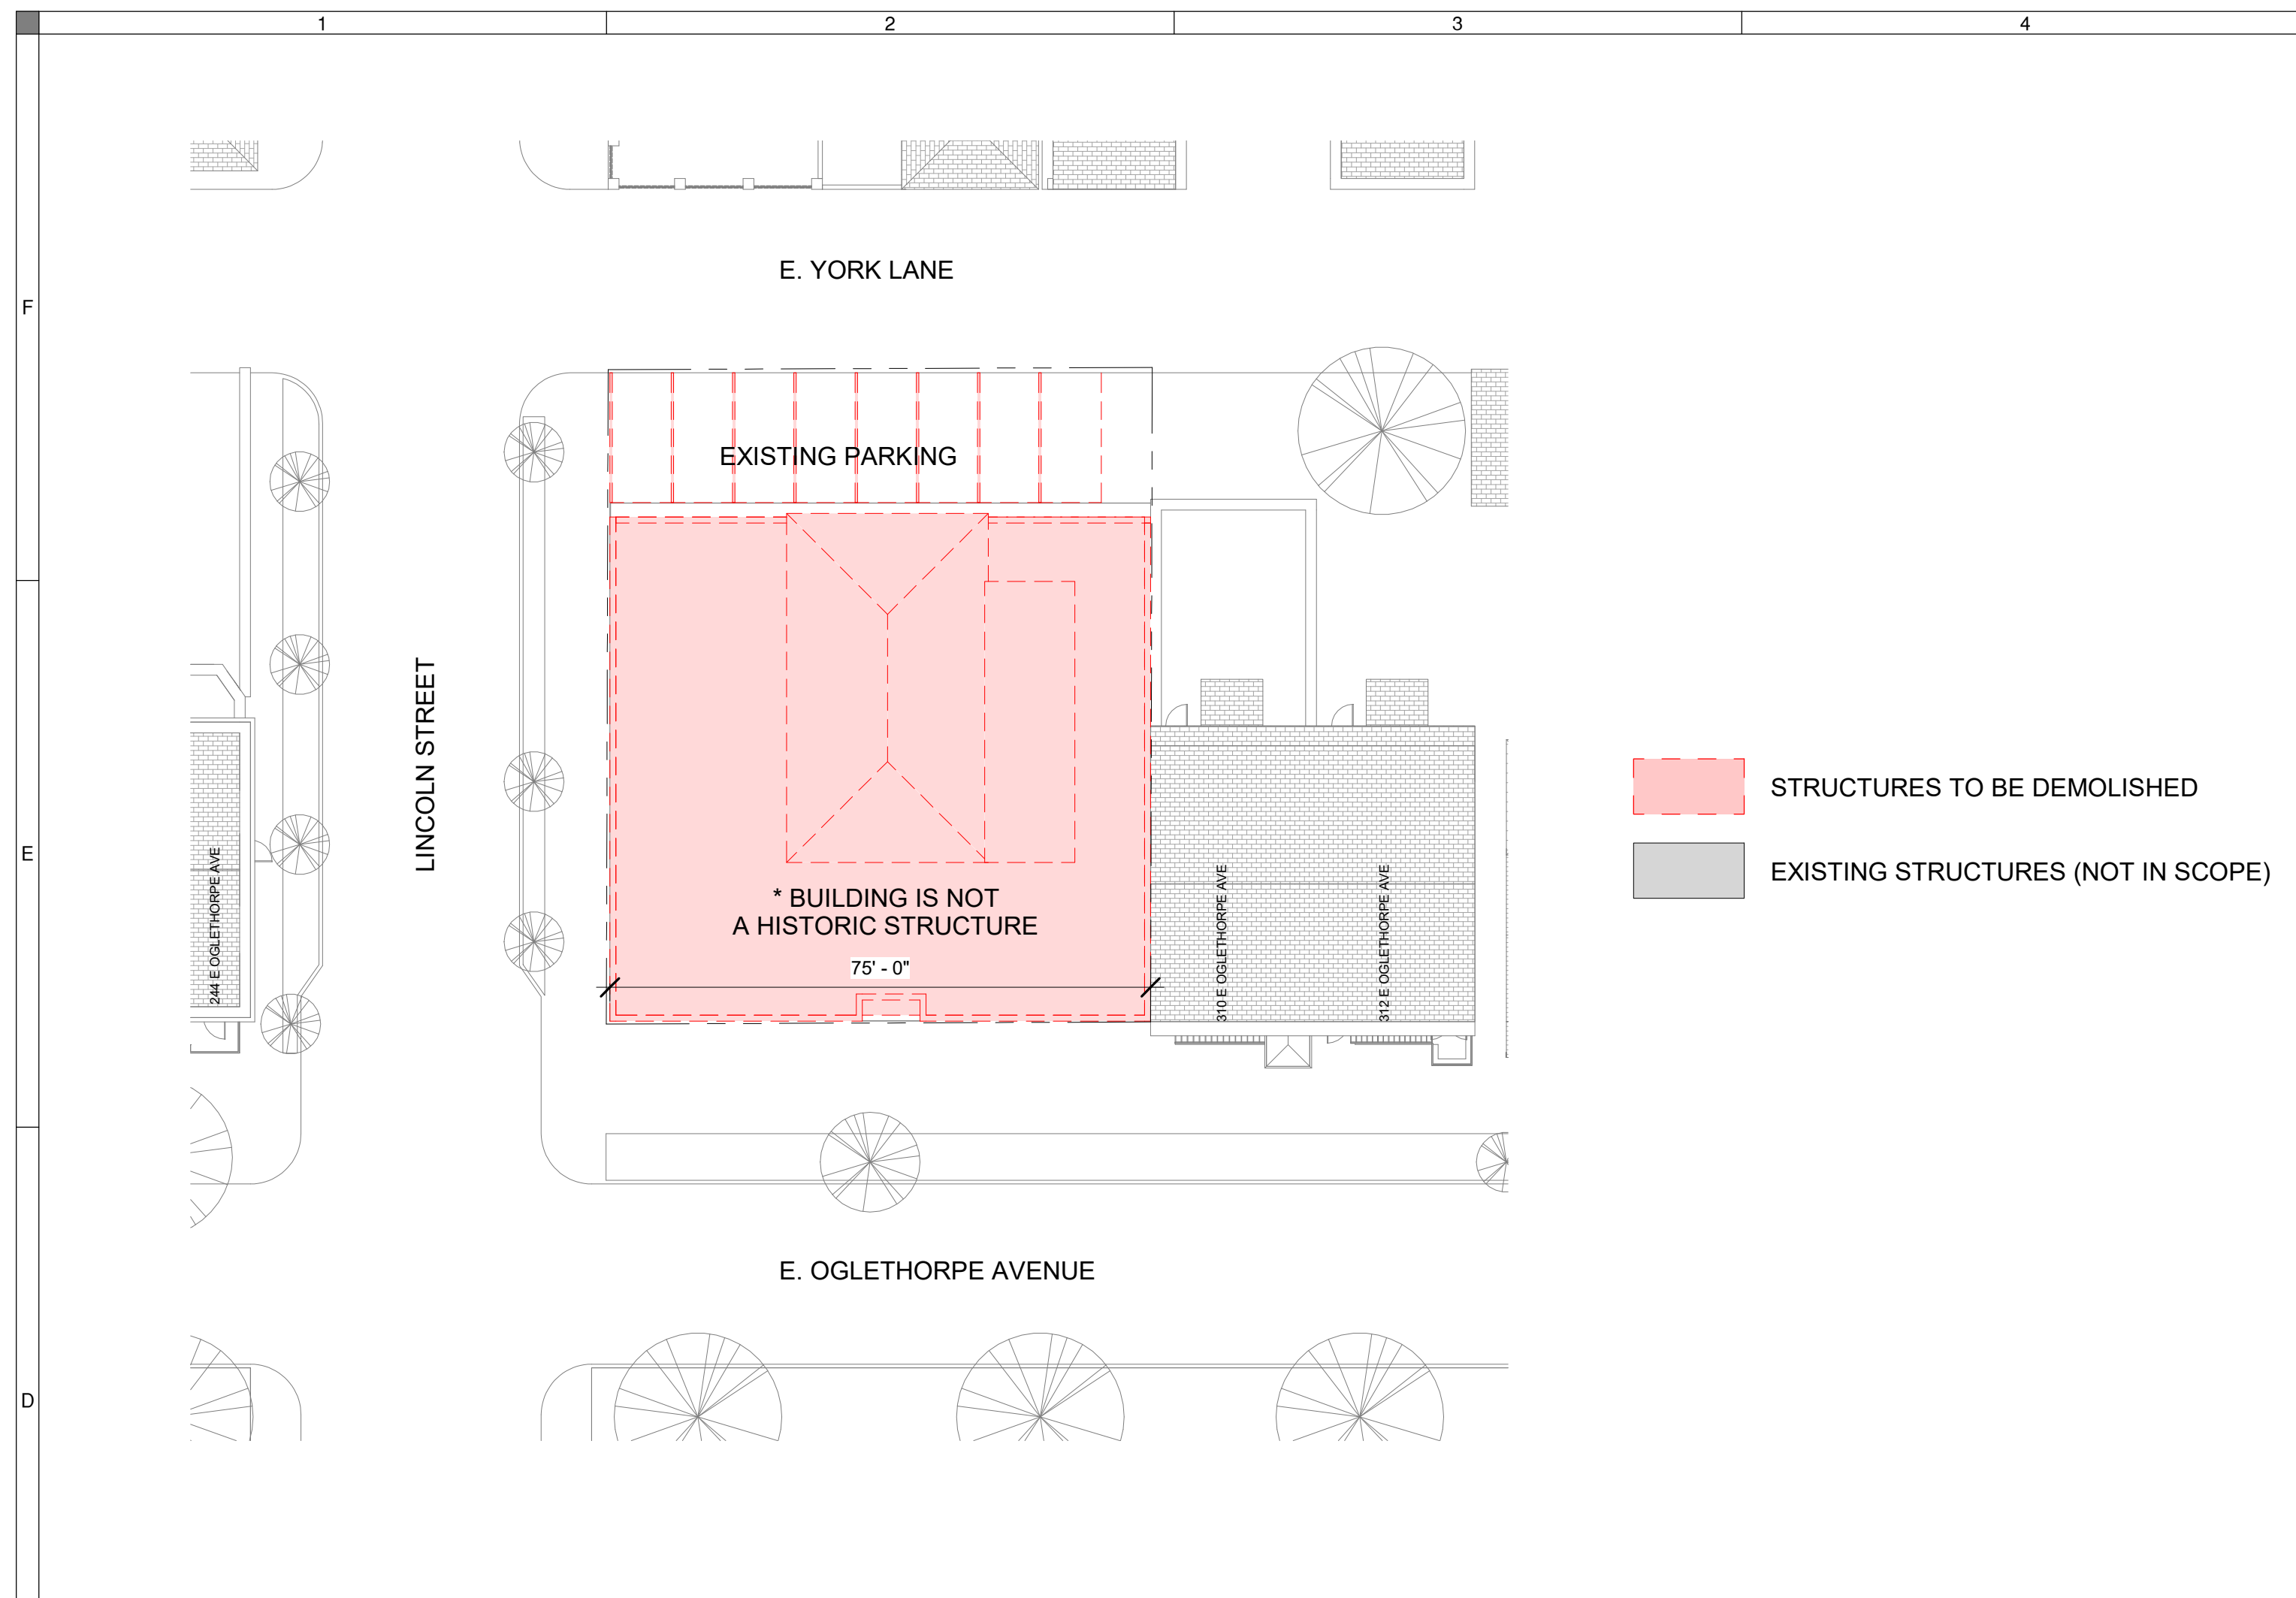 1
2
3
4
F
E. YORK LANE
EXISTING PARKING
LINCOLN STREET
E
244 E OGLETHORPE AVE
* BUILDING IS NOT
A HISTORIC STRUCTURE
75' - 0"
310 E OGLETHORPE AVE
312 E OGLETHORPE AVE
STRUCTURES TO BE DEMOLISHED
EXISTING STRUCTURES (NOT IN SCOPE)
E. OGLETHORPE AVENUE
D